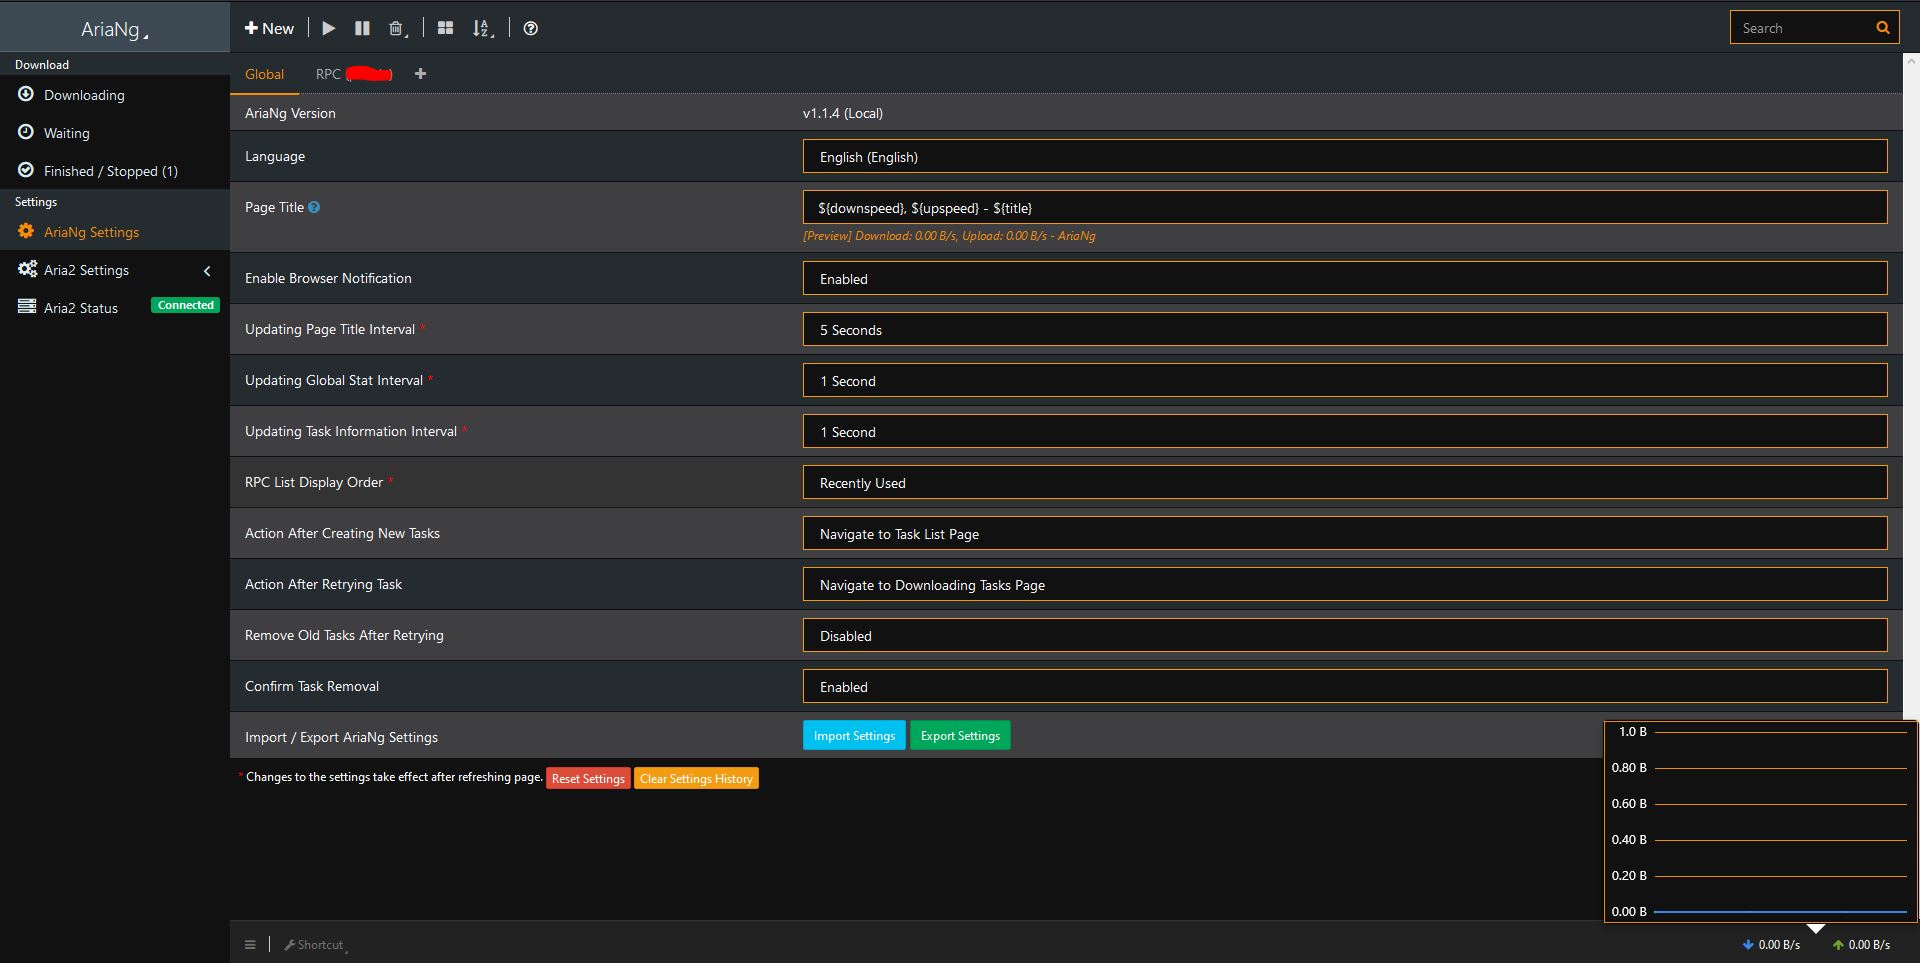 AriaNg
New
Search
Download
Downloading
Waiting
Finished / Stopped (1)
Settings
AriaNg Settings
Aria2 Settings
Aria2 Status Connected
Global RPC ( )
AriaNg Version v1.1.4 (Local)
Language English (English)
Page Title ${downspeed}, ${upspeed} - ${title}
[Preview] Download: 0.00 B/s, Upload: 0.00 B/s - AriaNg
Enable Browser Notification Enabled
Updating Page Title Interval * 5 Seconds
Updating Global Stat Interval * 1 Second
Updating Task Information Interval * 1 Second
RPC List Display Order * Recently Used
Action After Creating New Tasks Navigate to Task List Page
Action After Retrying Task Navigate to Downloading Tasks Page
Remove Old Tasks After Retrying Disabled
Confirm Task Removal Enabled
Import / Export AriaNg Settings Import Settings Export Settings
* Changes to the settings take effect after refreshing page. Reset Settings Clear Settings History
1.0 B
0.80 B
0.60 B
0.40 B
0.20 B
0.00 B
Shortcut
0.00 B/s 0.00 B/s